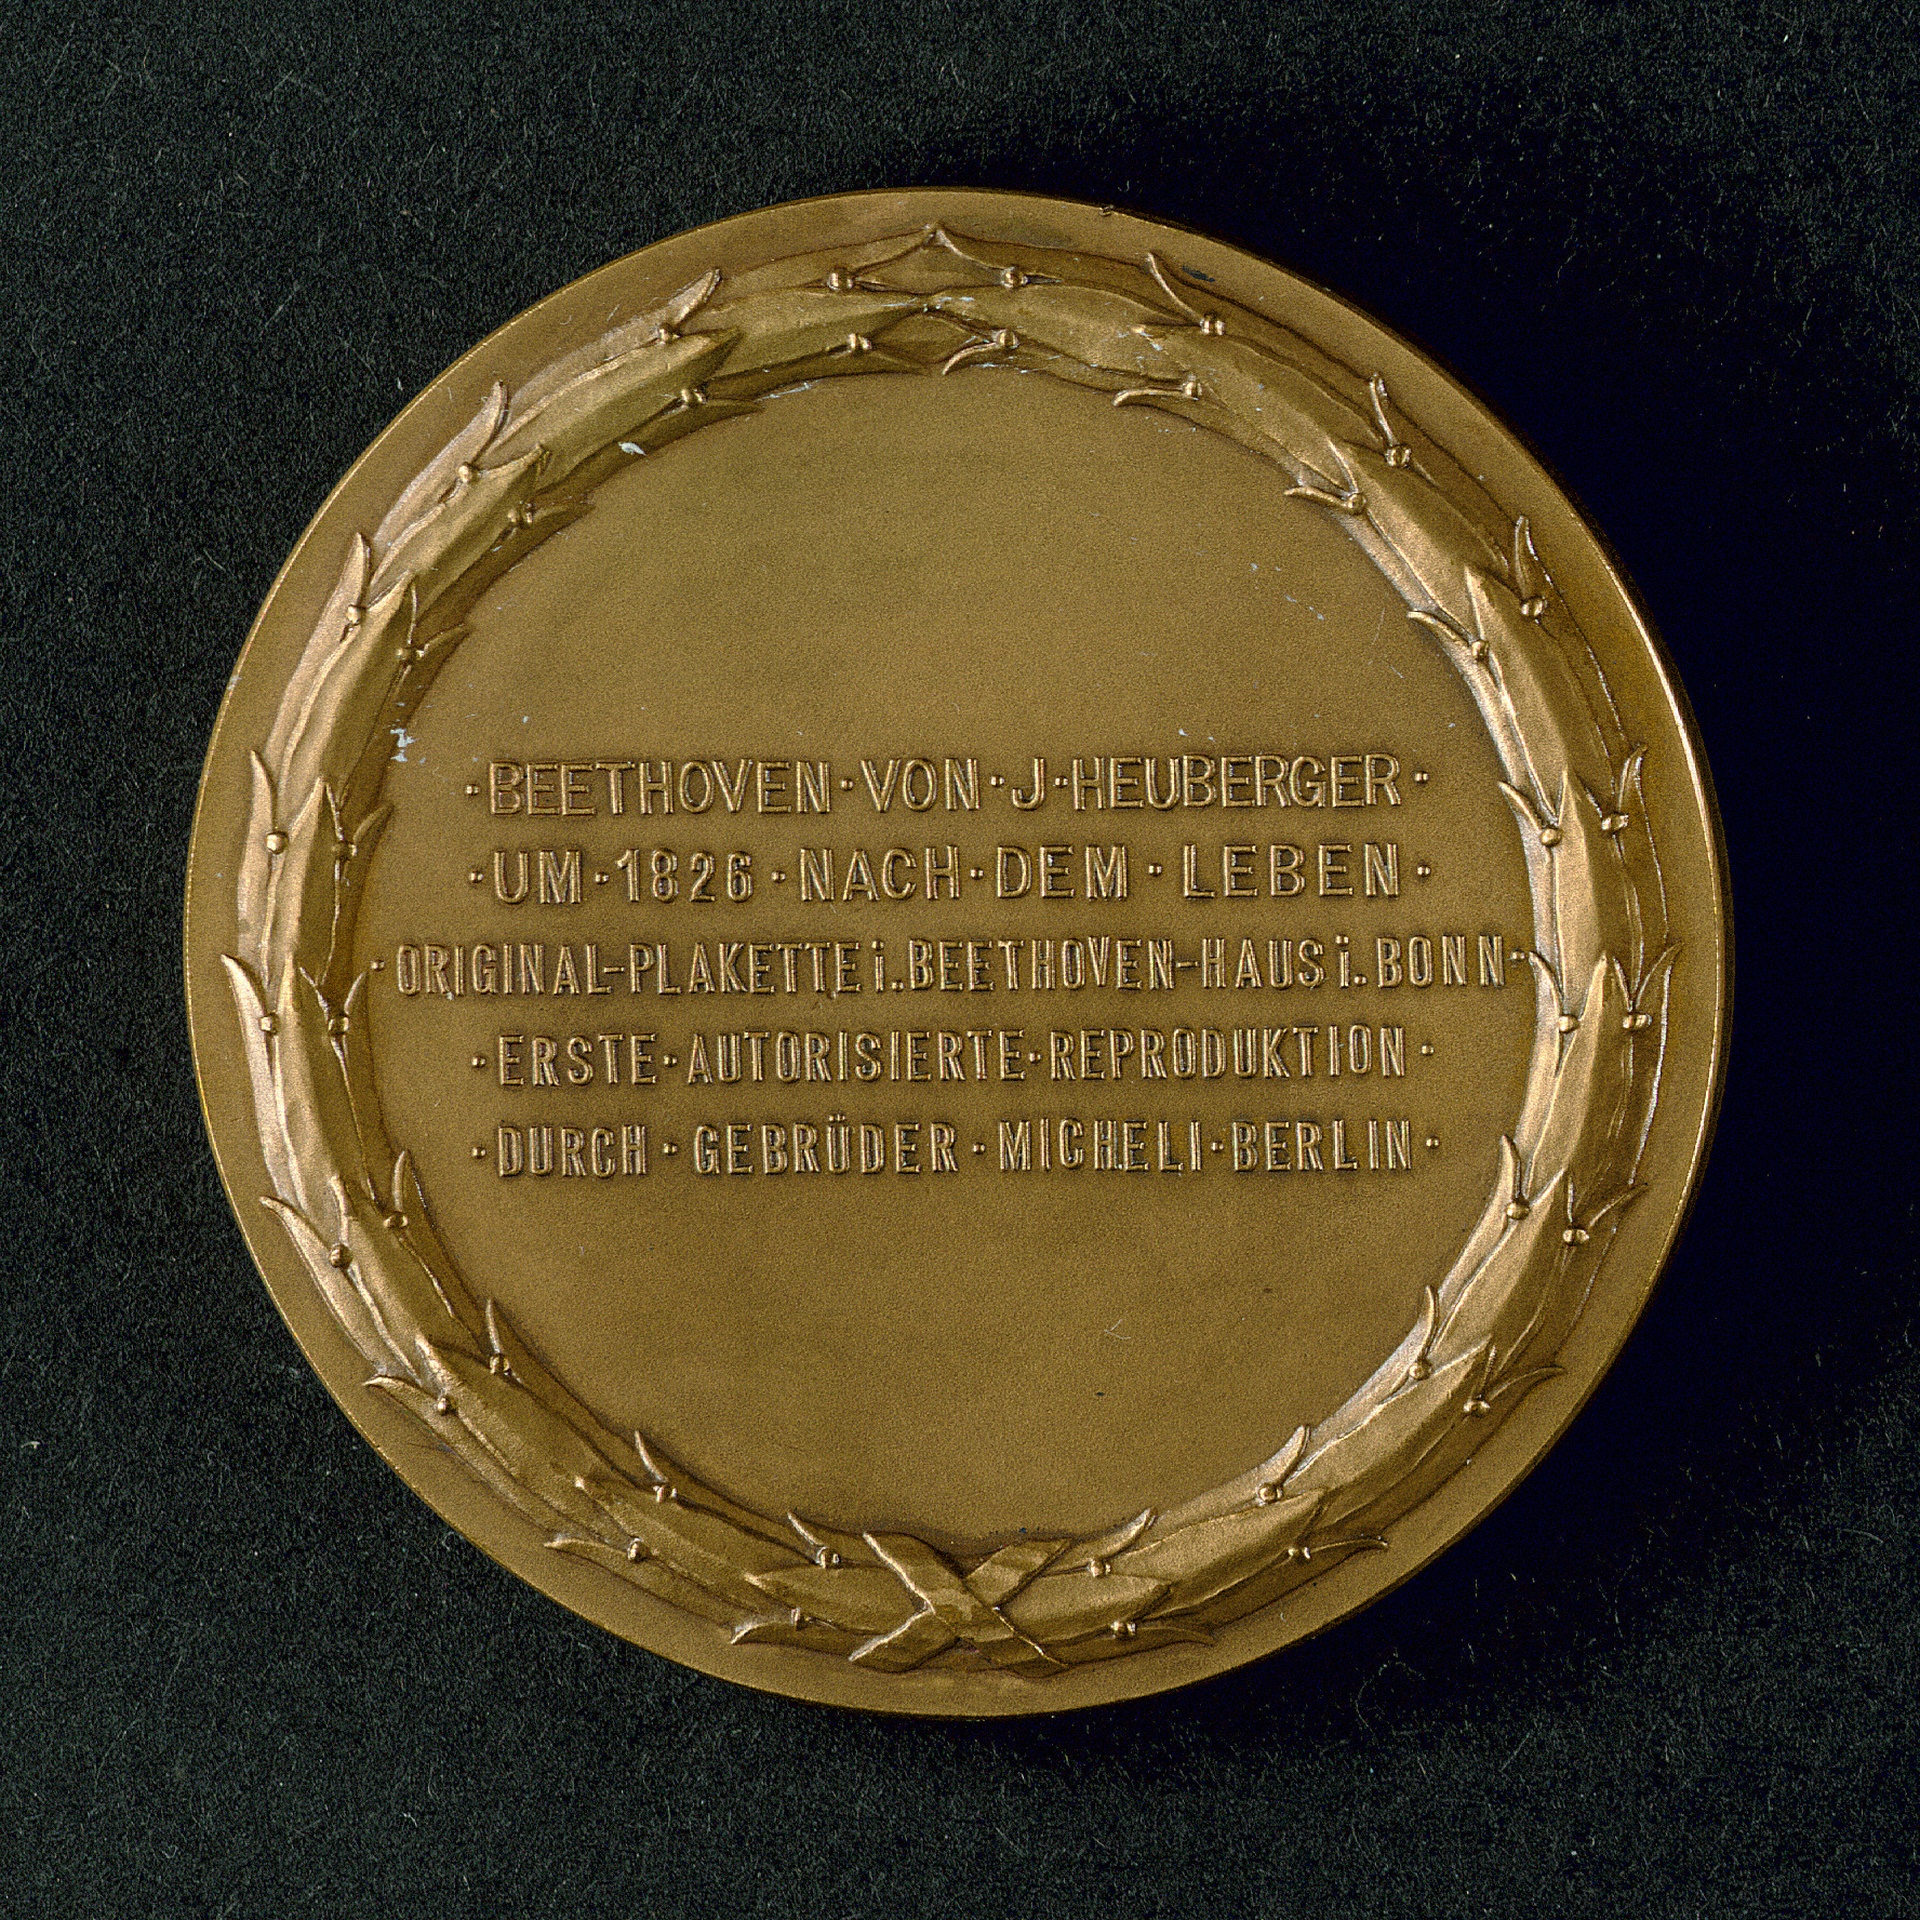 ·BEETHOVEN·VON·J·HEUBERGER·
·UM·1826·NACH·DEM·LEBEN·
·ORIGINAL-PLAKETTE i. BEETHOVEN-HAUS i. BONN·
·ERSTE·AUTORISIERTE·REPRODUKTION·
·DURCH·GEBRÜDER·MICHELI·BERLIN·